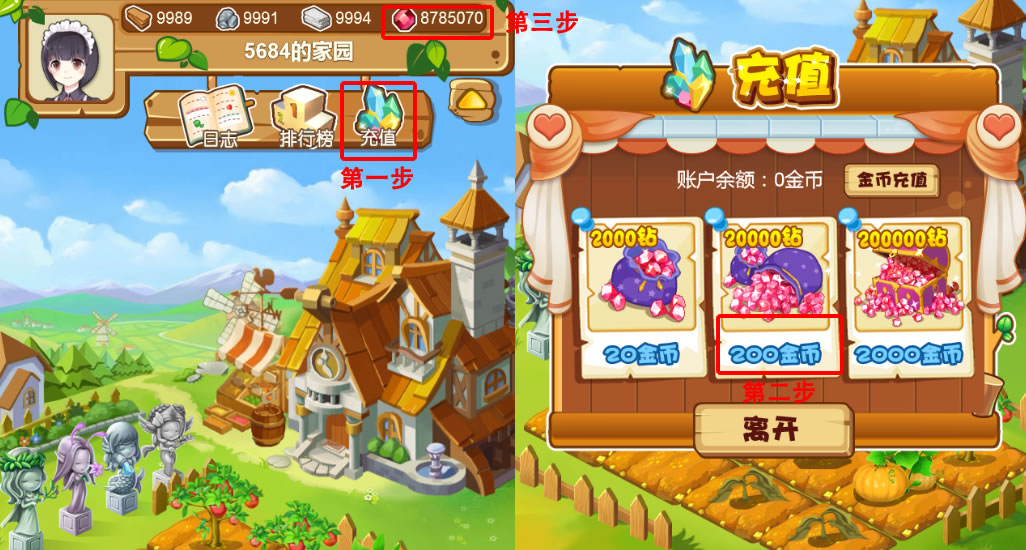 9989 9991 9994 8785070 第三步
5684的家园
日志 排行榜 充值
第一步
充值
账户余额：0金币 金币充值
2000钻 20000钻 200000钻
20金币 200金币 2000金币
第二步
离开